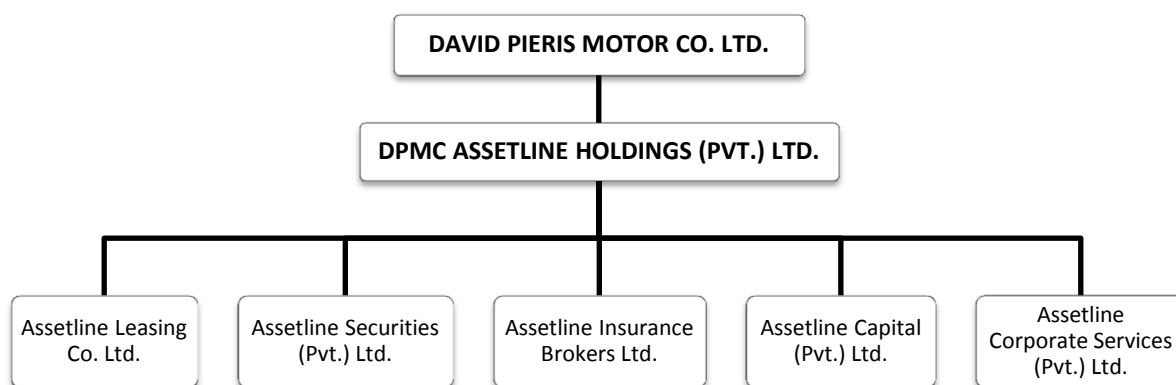 DAVID PIERIS MOTOR CO. LTD.
DPMC ASSETLINE HOLDINGS (PVT.) LTD.
Assetline Leasing
Co. Ltd.
Assetline Securities
(Pvt.) Ltd.
Assetline Insurance
Brokers Ltd.
Assetline Capital
(Pvt.) Ltd.
Assetline
Corporate Services
(Pvt.) Ltd.